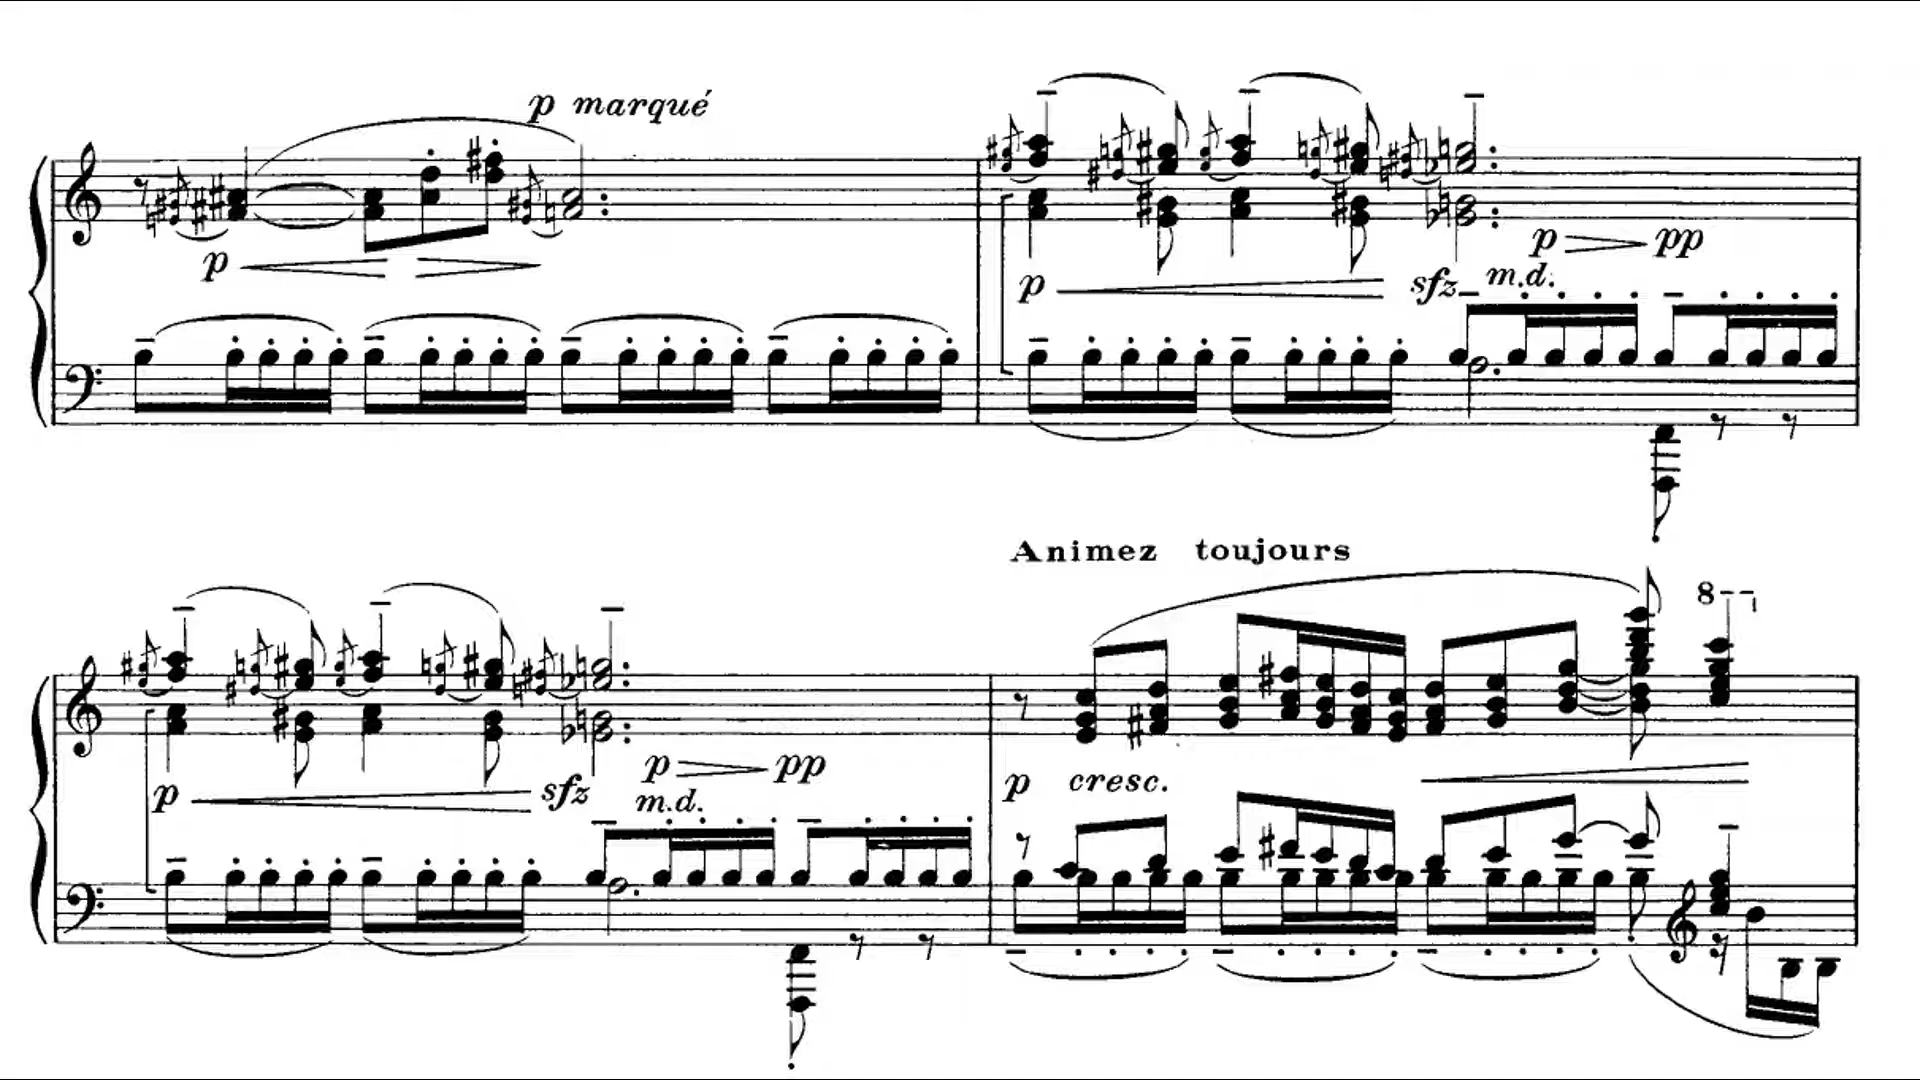 p marqué
p
p sfz m.d. p pp
Animez toujours
8
p sfz m.d. p pp
p cresc.